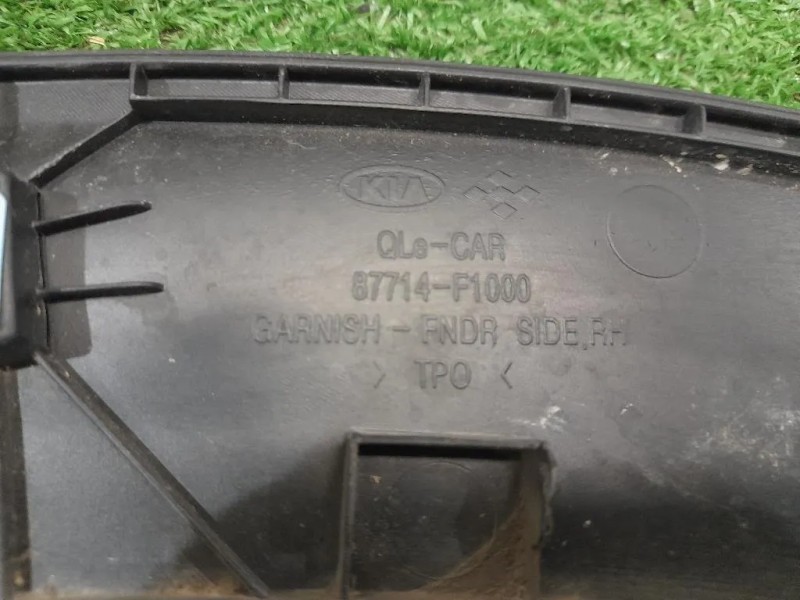 KIA
QLe-CAR
87714-F1000
GARNISH - FNDR SIDE,RH
> TPO <